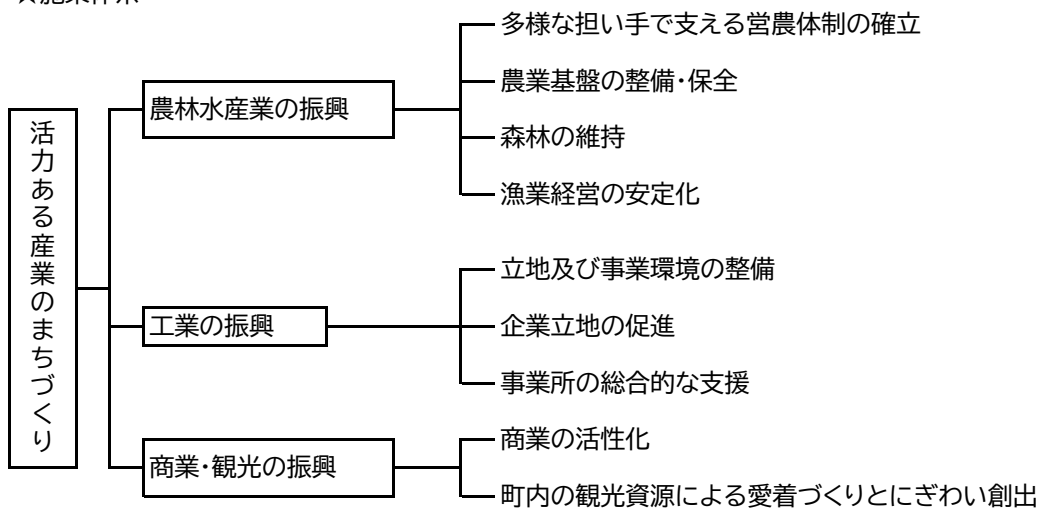 活力ある産業のまちづくり
農林水産業の振興
多様な担い手で支える営農体制の確立
農業基盤の整備・保全
森林の維持
漁業経営の安定化
工業の振興
立地及び事業環境の整備
企業立地の促進
事業所の総合的な支援
商業・観光の振興
商業の活性化
町内の観光資源による愛着づくりとにぎわい創出